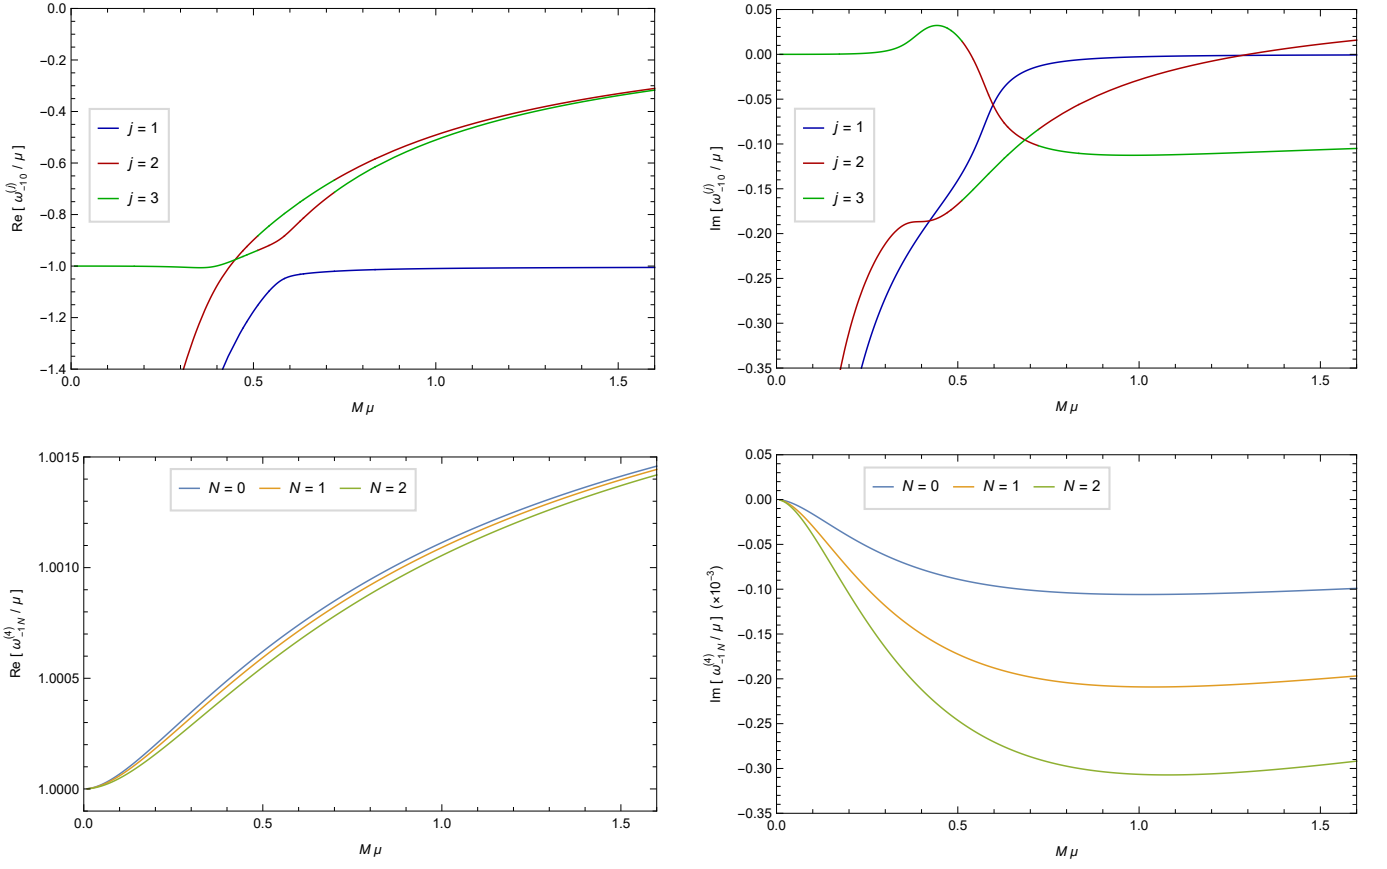 Re [ ω₋₁₀⁽ʲ⁾ / μ ]
0.0
−0.2
−0.4
−0.6
−0.8
−1.0
−1.2
−1.4
j = 1
j = 2
j = 3
0.0 0.5 1.0 1.5
M μ
Im [ ω₋₁₀⁽ʲ⁾ / μ ]
0.05
0.00
−0.05
−0.10
−0.15
−0.20
−0.25
−0.30
−0.35
j = 1
j = 2
j = 3
0.0 0.5 1.0 1.5
M μ
Re [ ω₋₁N⁽⁴⁾ / μ ]
1.0015
1.0010
1.0005
1.0000
N = 0 N = 1 N = 2
0.0 0.5 1.0 1.5
M μ
Im [ ω₋₁N⁽⁴⁾ / μ ] (×10⁻³)
0.05
0.00
−0.05
−0.10
−0.15
−0.20
−0.25
−0.30
−0.35
N = 0 N = 1 N = 2
0.0 0.5 1.0 1.5
M μ